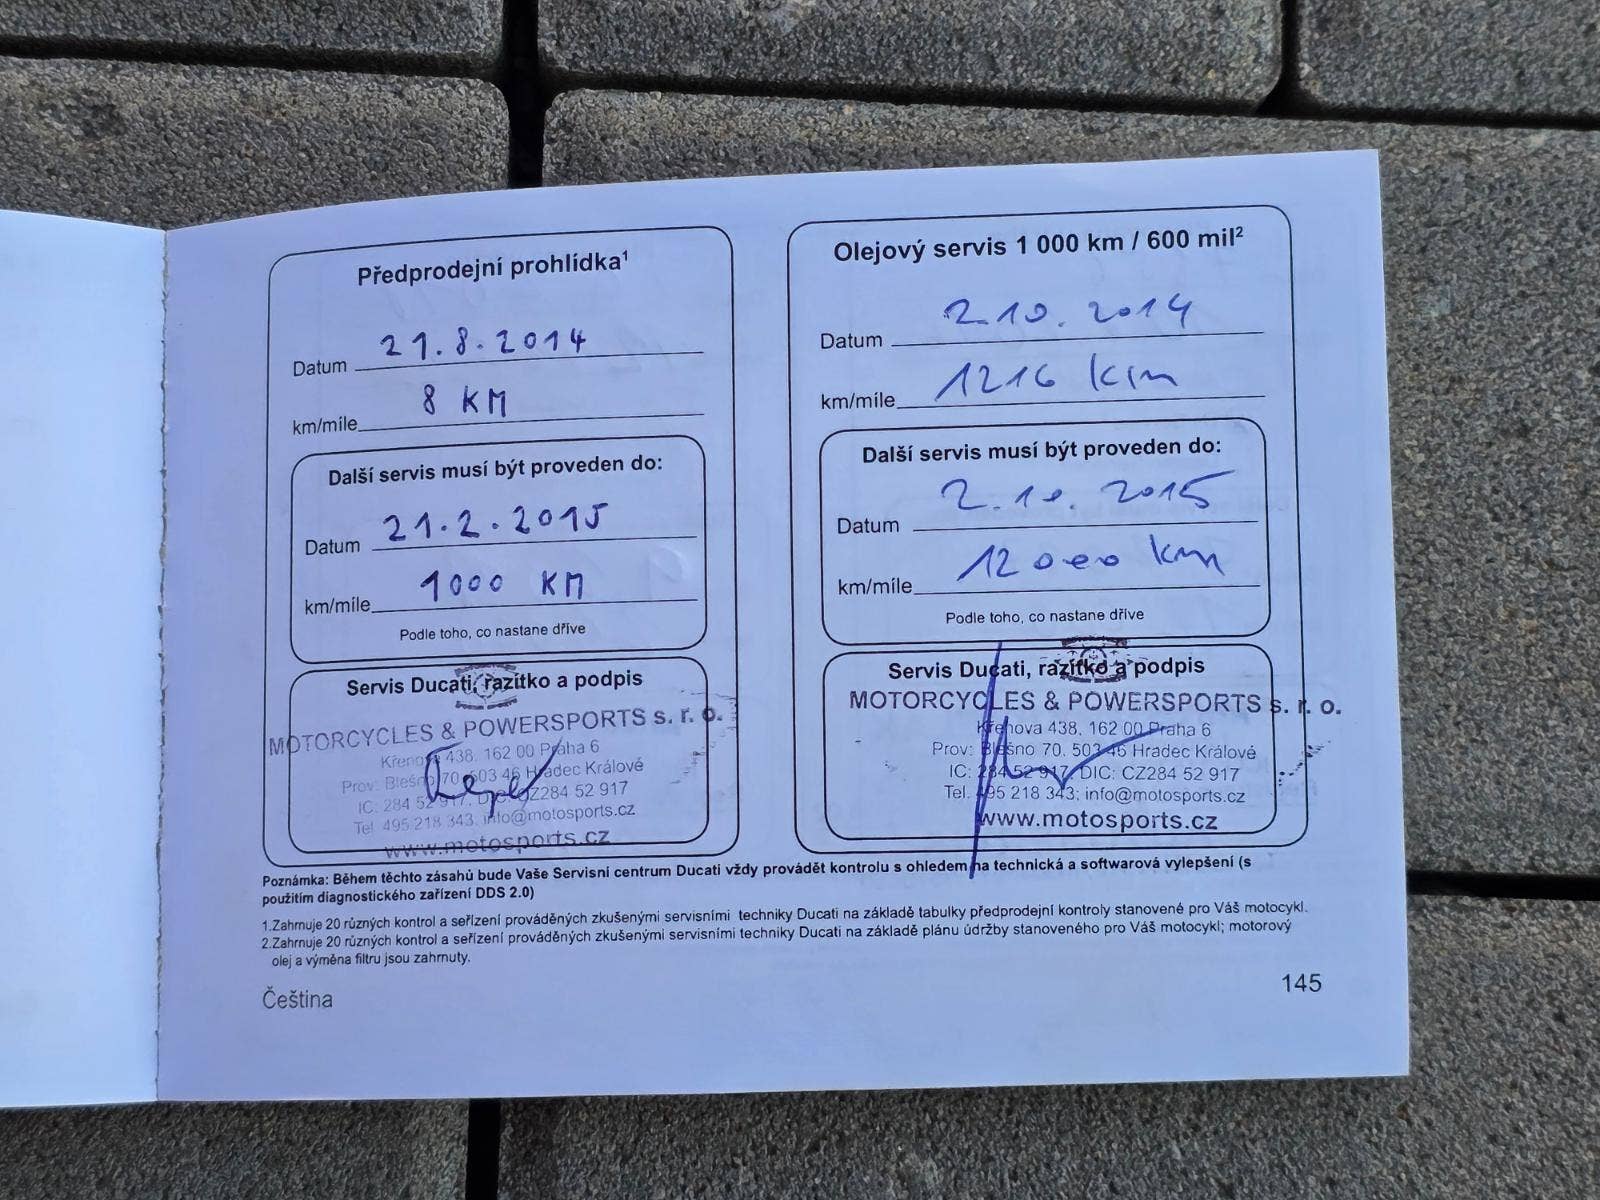 Předprodejní prohlídka¹
Datum 21.8.2014
km/míle 8 KM
Další servis musí být proveden do:
Datum 21.2.2015
km/míle 1000 KM
Podle toho, co nastane dříve
Servis Ducati, razítko a podpis
MOTORCYCLES & POWERSPORTS s. r. o.
Křenova 438, 162 00 Praha 6
Prov: Blešno 70, 503 46 Hradec Králové
IC: 284 52 917, DIC: CZ284 52 917
Tel. 495 218 343, info@motosports.cz
www.motosports.cz
Olejový servis 1 000 km / 600 mil²
Datum 2.10.2014
km/míle 1216 km
Další servis musí být proveden do:
Datum 2.10.2015
km/míle 12000 km
Podle toho, co nastane dříve
Servis Ducati, razítko a podpis
MOTORCYCLES & POWERSPORTS s. r. o.
Křenova 438, 162 00 Praha 6
Prov: Blešno 70, 503 46 Hradec Králové
IC: 284 52 917, DIC: CZ284 52 917
Tel. 495 218 343; info@motosports.cz
www.motosports.cz
Poznámka: Během těchto zásahů bude Vaše Servisní centrum Ducati vždy provádět kontrolu s ohledem na technická a softwarová vylepšení (s
použitím diagnostického zařízení DDS 2.0)
1.Zahrnuje 20 různých kontrol a seřízení prováděných zkušenými servisními techniky Ducati na základě tabulky předprodejní kontroly stanovené pro Váš motocykl.
2.Zahrnuje 20 různých kontrol a seřízení prováděných zkušenými servisními techniky Ducati na základě plánu údržby stanoveného pro Váš motocykl; motorový
olej a výměna filtru jsou zahrnuty.
Čeština
145